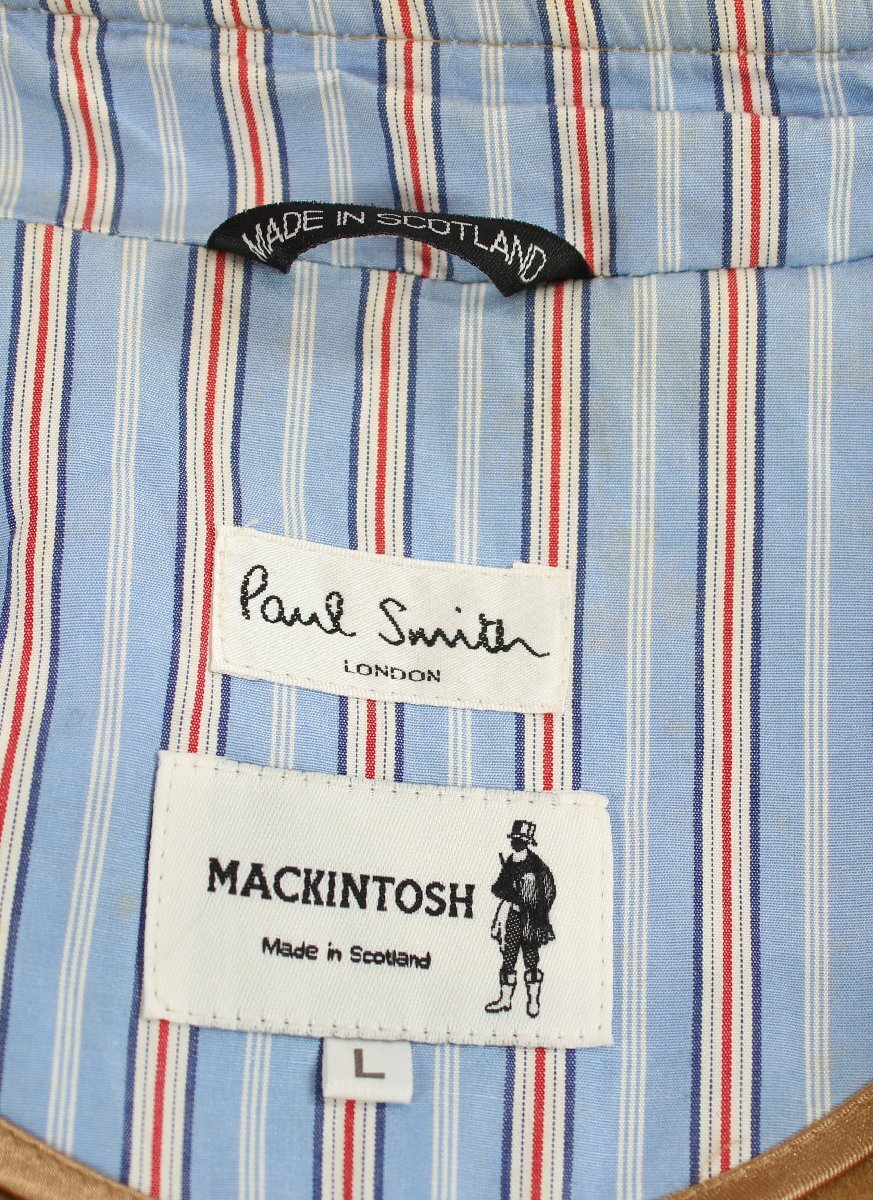 MADE IN SCOTLAND
Paul Smith
LONDON
MACKINTOSH
Made in Scotland
L